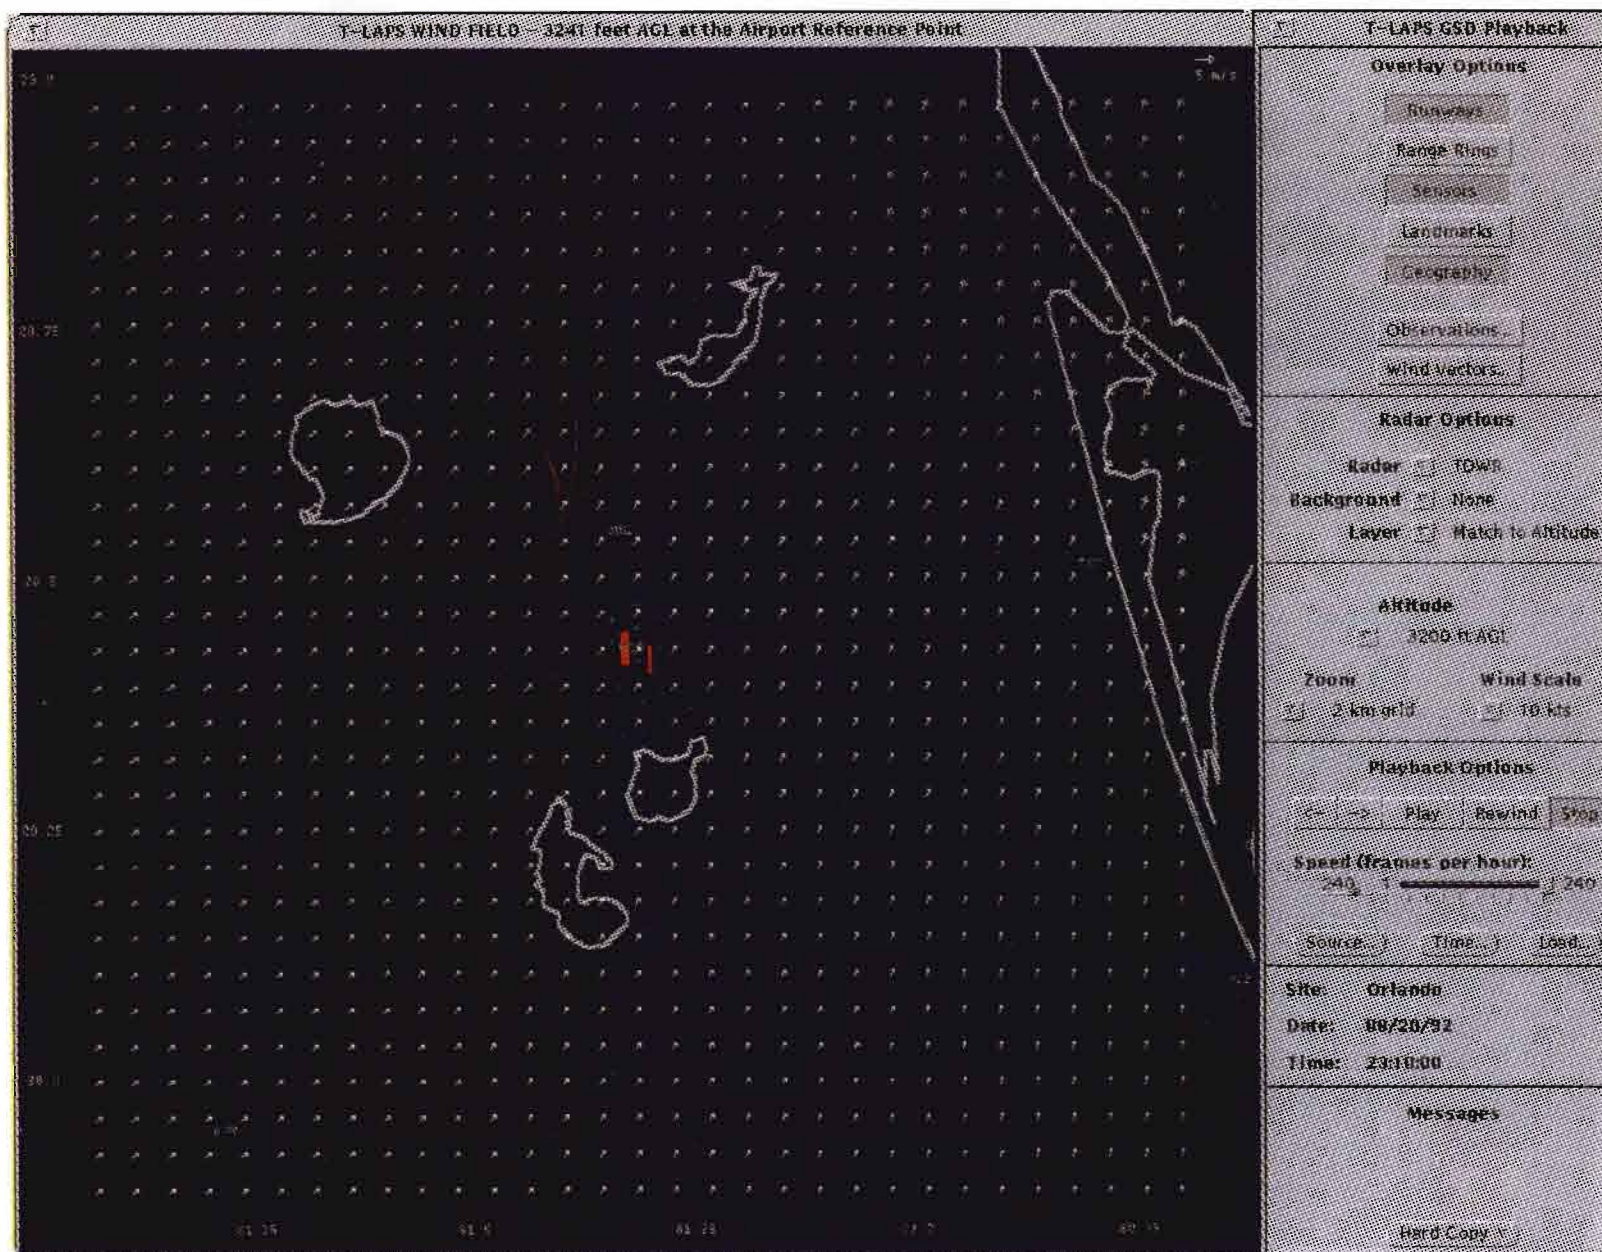 T-LAPS WIND FIELD - 3241 feet AGL at the Airport Reference Point
5 m/s
T-LAPS GSD Playback
Overlay Options
Runways
Range Rings
Sensors
Landmarks
Geography
Observations...
Wind Vectors...
Radar Options
Radar TDWR
Background None
Layer Match to Altitude
Altitude
3200 ft AGL
Zoom Wind Scale
2 km grid 10 kts
Playback Options
<- -> Play Rewind Stop
Speed (frames per hour):
240 1 240
Source... Time... Load...
Site: Orlando
Date: 08/20/92
Time: 23:10:00
Messages
Hard Copy